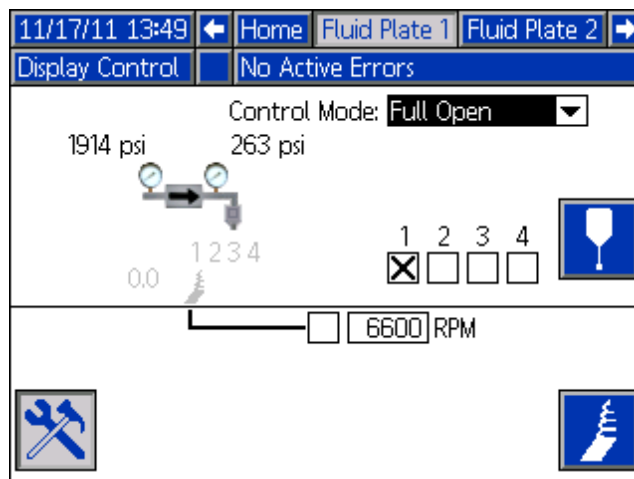 11/17/11 13:49 Home Fluid Plate 1 Fluid Plate 2
Display Control No Active Errors
Control Mode: Full Open
1914 psi 263 psi
1 2 3 4
1 2 3 4
0.0
6600 RPM